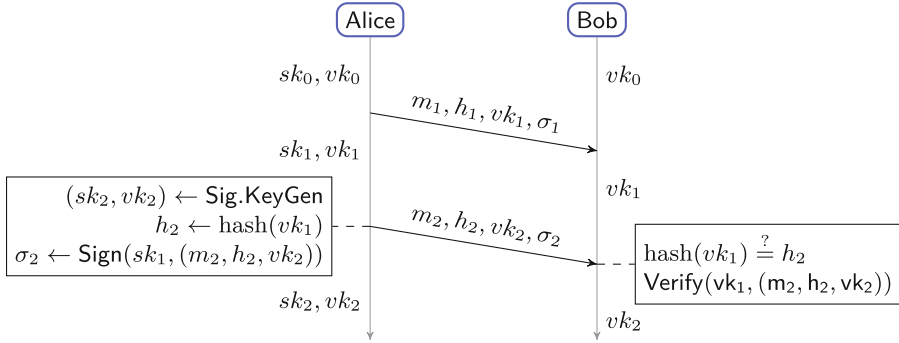 Alice Bob
sk₀, vk₀ vk₀
m₁, h₁, vk₁, σ₁
sk₁, vk₁ vk₁
(sk₂, vk₂) ← Sig.KeyGen
h₂ ← hash(vk₁)
σ₂ ← Sign(sk₁, (m₂, h₂, vk₂))
m₂, h₂, vk₂, σ₂
hash(vk₁) ≟ h₂
Verify(vk₁, (m₂, h₂, vk₂))
sk₂, vk₂ vk₂